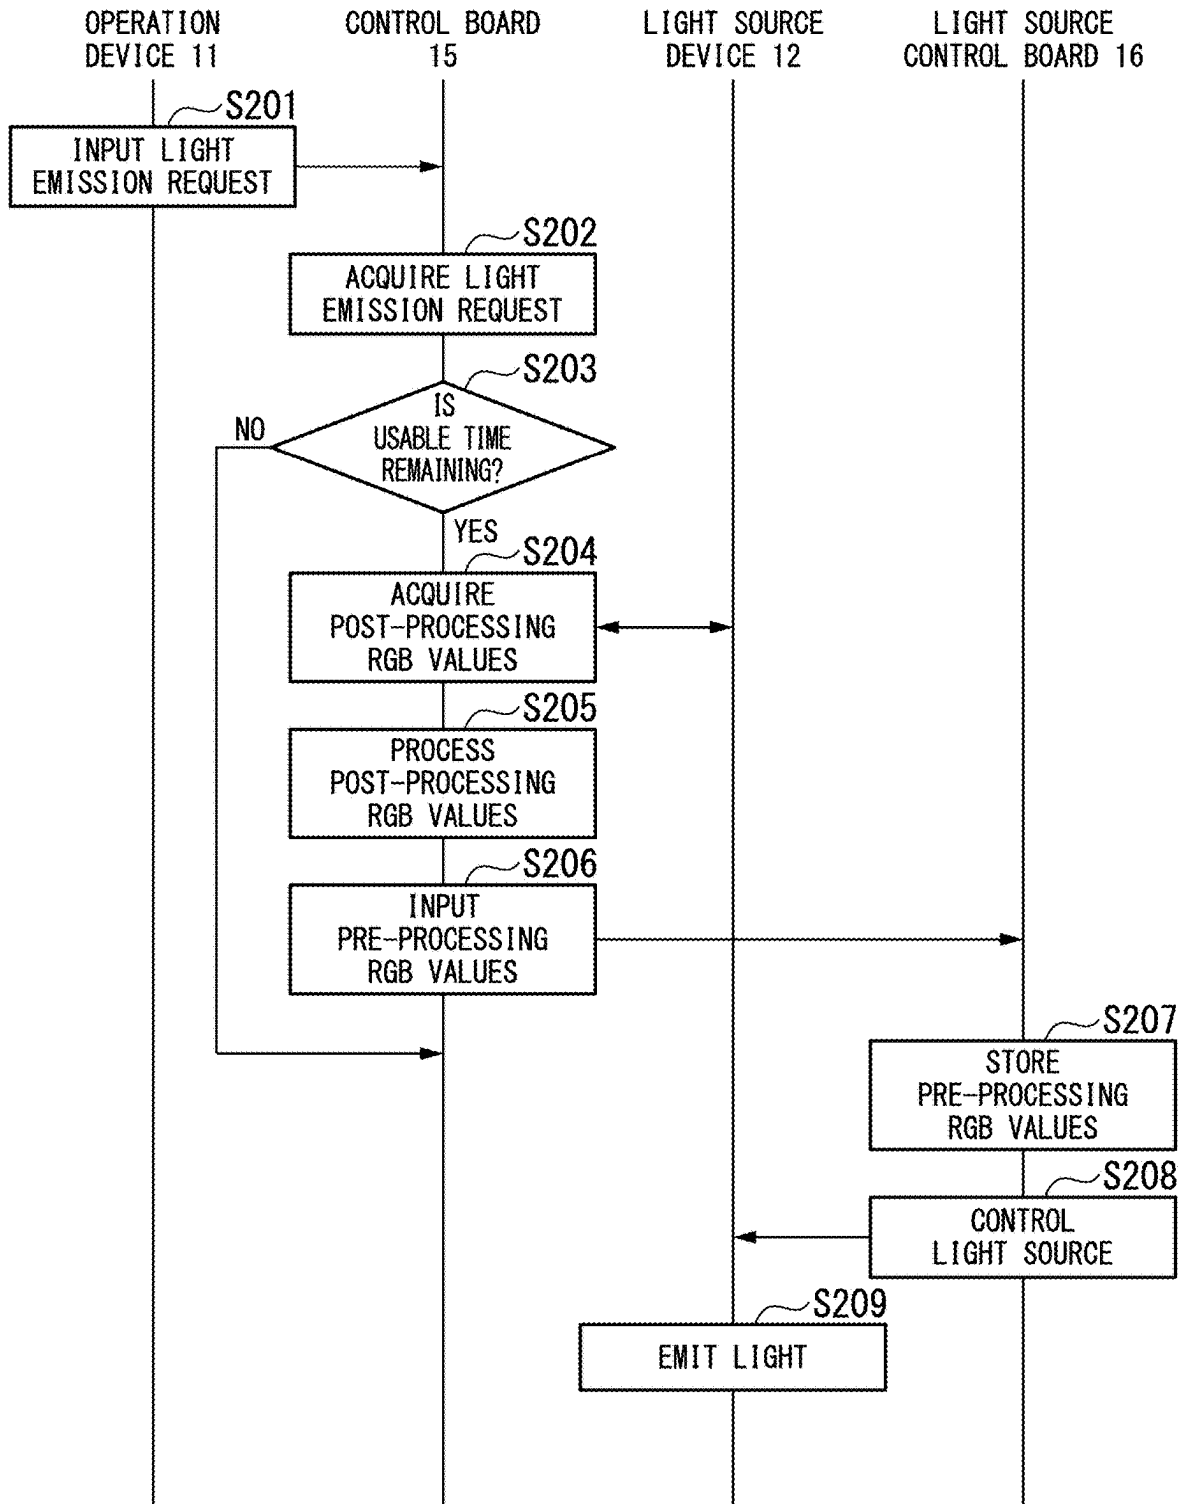 OPERATION
DEVICE 11
CONTROL BOARD
15
LIGHT SOURCE
DEVICE 12
LIGHT SOURCE
CONTROL BOARD 16
S201
INPUT LIGHT
EMISSION REQUEST
S202
ACQUIRE LIGHT
EMISSION REQUEST
S203
IS
USABLE TIME
REMAINING?
NO
YES
S204
ACQUIRE
POST-PROCESSING
RGB VALUES
S205
PROCESS
POST-PROCESSING
RGB VALUES
S206
INPUT
PRE-PROCESSING
RGB VALUES
S207
STORE
PRE-PROCESSING
RGB VALUES
S208
CONTROL
LIGHT SOURCE
S209
EMIT LIGHT